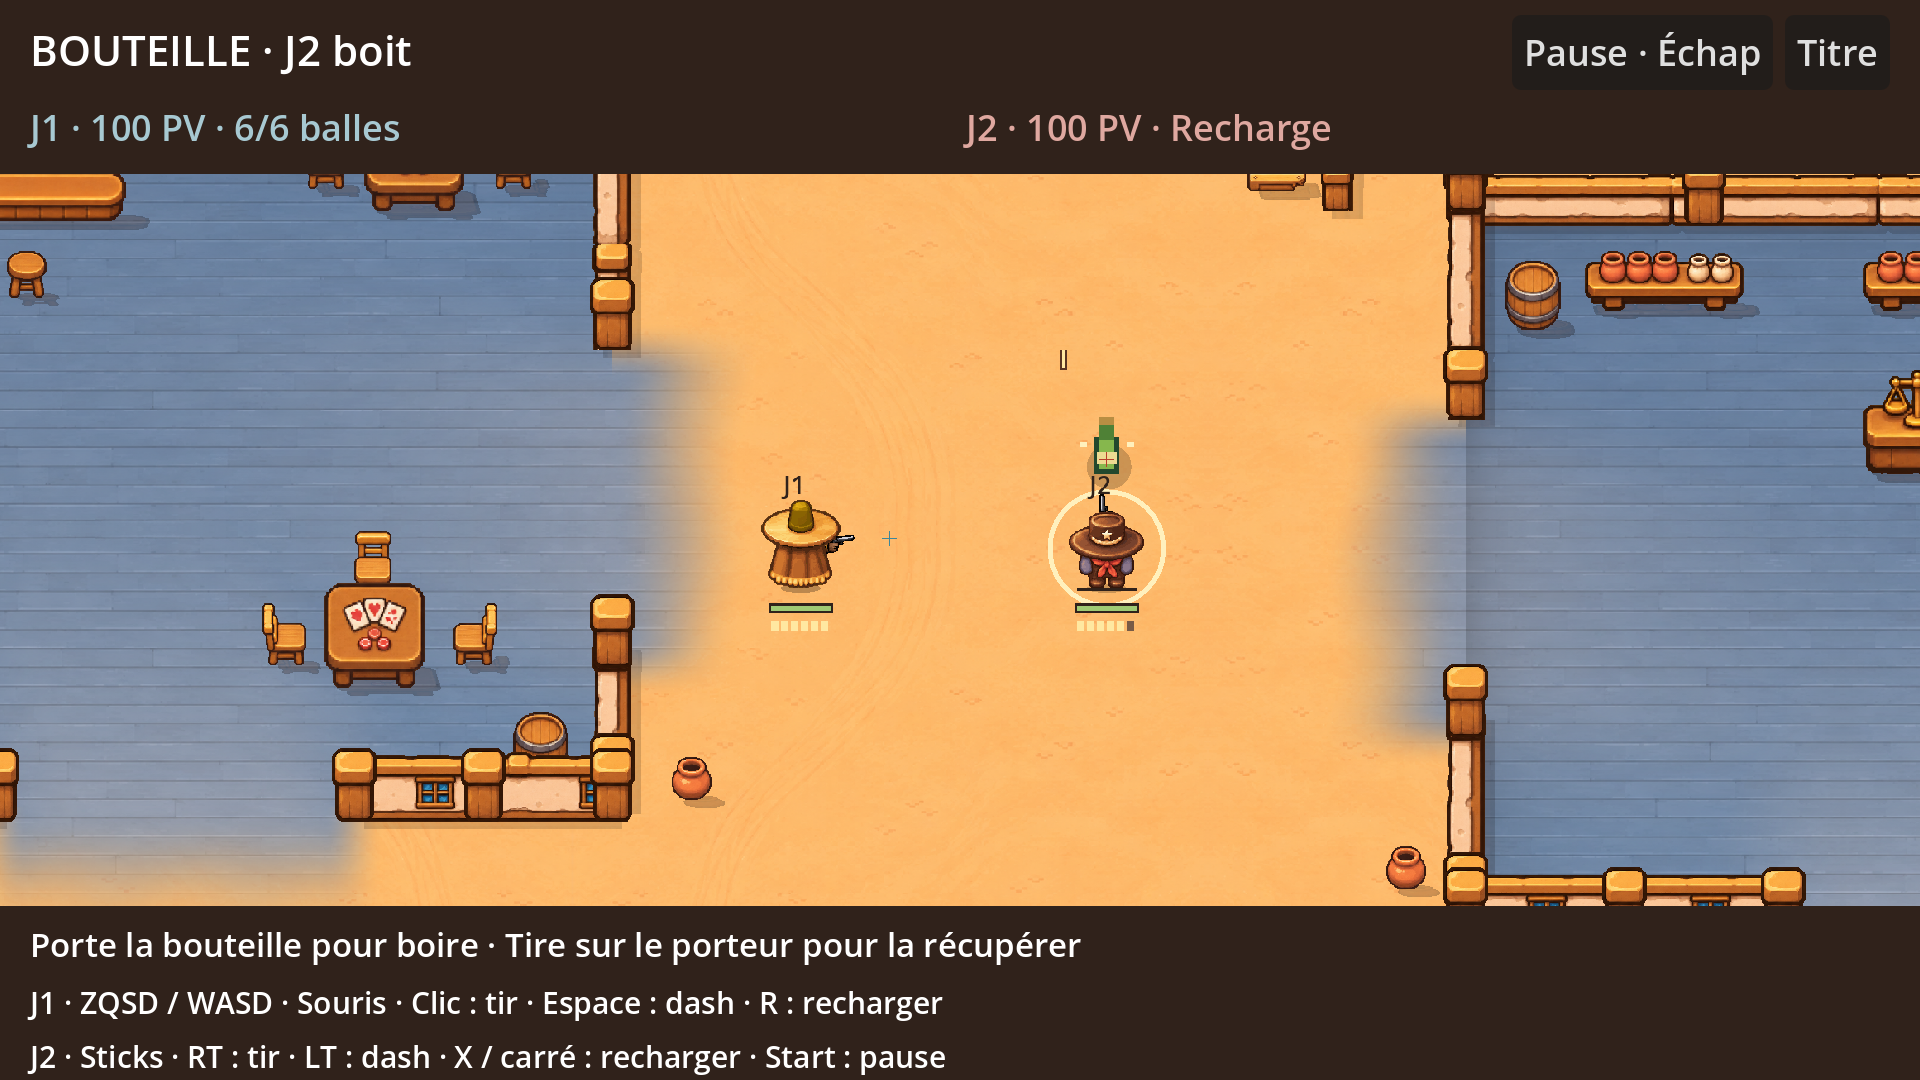 BOUTEILLE · J2 boit
Pause · Échap
Titre
J1 · 100 PV · 6/6 balles
J2 · 100 PV · Recharge
J1
J2
Porte la bouteille pour boire · Tire sur le porteur pour la récupérer
J1 · ZQSD / WASD · Souris · Clic : tir · Espace : dash · R : recharger
J2 · Sticks · RT : tir · LT : dash · X / carré : recharger · Start : pause